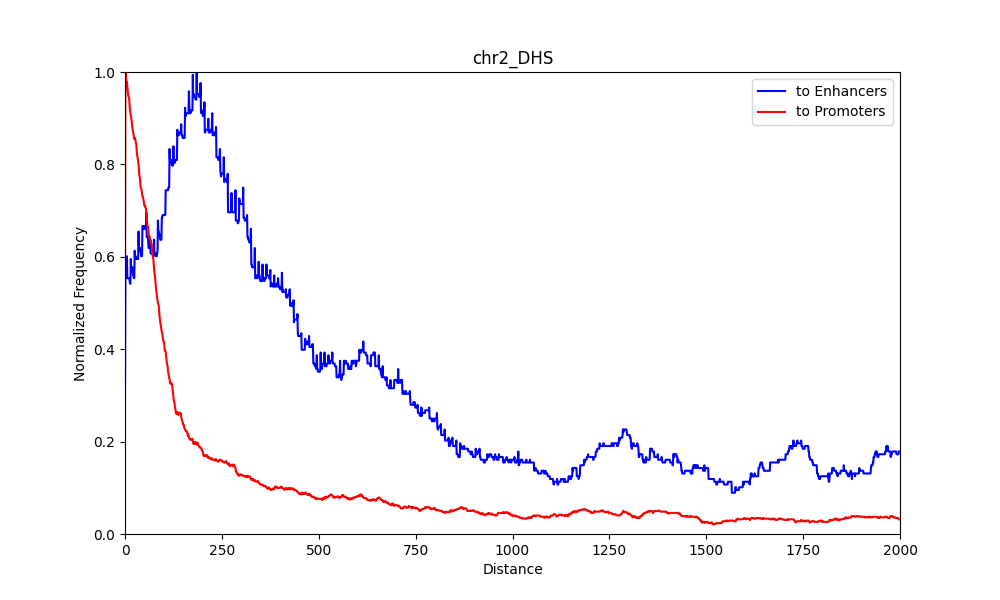 chr2_DHS
to Enhancers
to Promoters
Normalized Frequency
1.0
0.8
0.6
0.4
0.2
0.0
0 250 500 750 1000 1250 1500 1750 2000
Distance